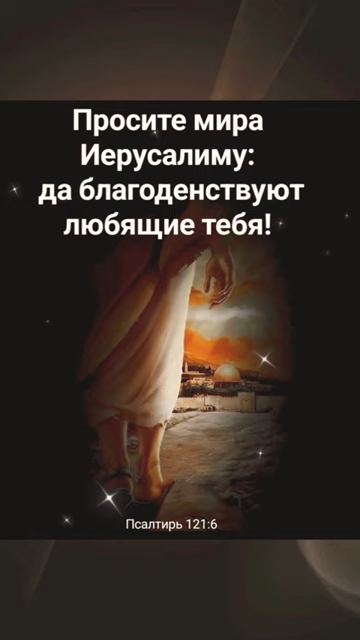 Просите мира
Иерусалиму:
да благоденствуют
любящие тебя!
Псалтирь 121:6